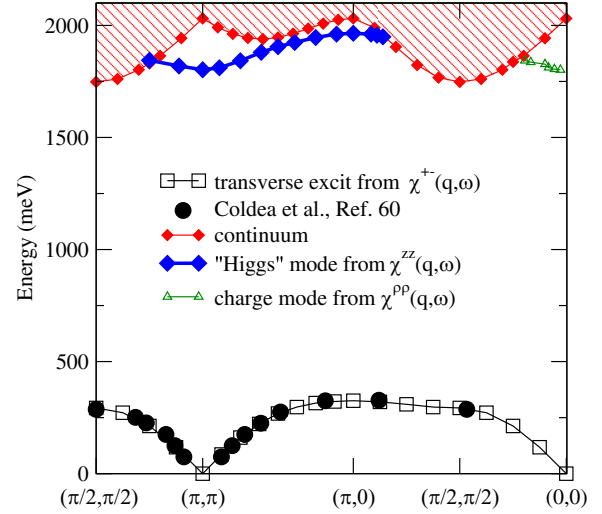 2000
1500
1000
500
0
Energy (meV)
transverse excit from χ+-(q,ω)
Coldea et al., Ref. 60
continuum
"Higgs" mode from χzz(q,ω)
charge mode from χρρ(q,ω)
(π/2,π/2) (π,π) (π,0) (π/2,π/2) (0,0)